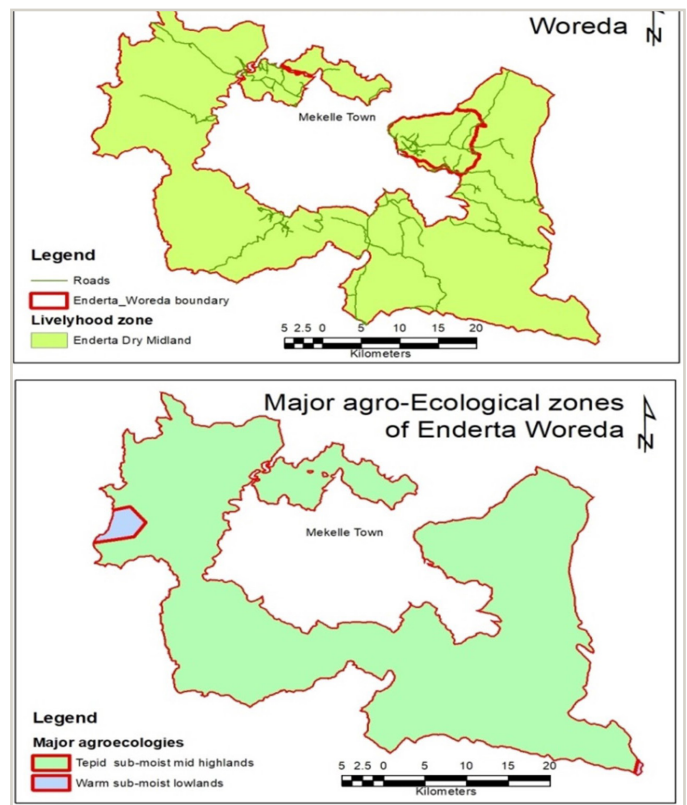 Woreda
N
Mekelle Town
Legend
Roads
Enderta_Woreda boundary
Livelyhood zone
Enderta Dry Midland
5 2.5 0 5 10 15 20
Kilometers
Major agro-Ecological zones
of Enderta Woreda
N
Mekelle Town
Legend
Major agroecologies
Tepid sub-moist mid highlands
Warm sub-moist lowlands
5 2.5 0 5 10 15 20
Kilometers